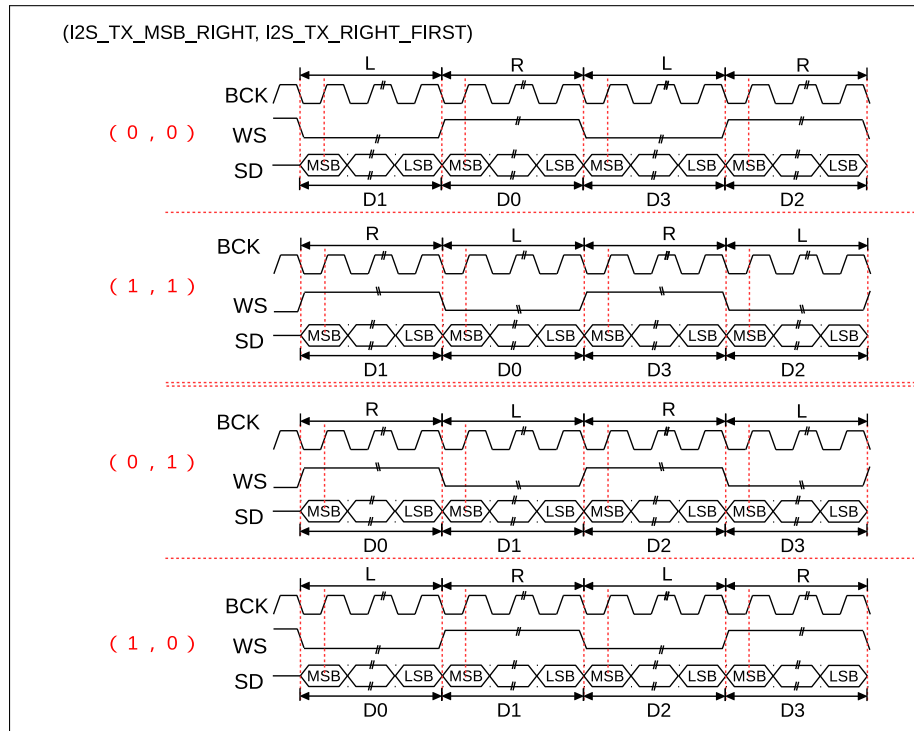 (I2S_TX_MSB_RIGHT, I2S_TX_RIGHT_FIRST)
L R L R
BCK
( 0 , 0 )
WS
SD MSB LSB MSB LSB MSB LSB MSB LSB
D1 D0 D3 D2
R L R L
BCK
( 1 , 1 )
WS
SD MSB LSB MSB LSB MSB LSB MSB LSB
D1 D0 D3 D2
R L R L
BCK
( 0 , 1 )
WS
SD MSB LSB MSB LSB MSB LSB MSB LSB
D0 D1 D2 D3
L R L R
BCK
( 1 , 0 )
WS
SD MSB LSB MSB LSB MSB LSB MSB LSB
D0 D1 D2 D3